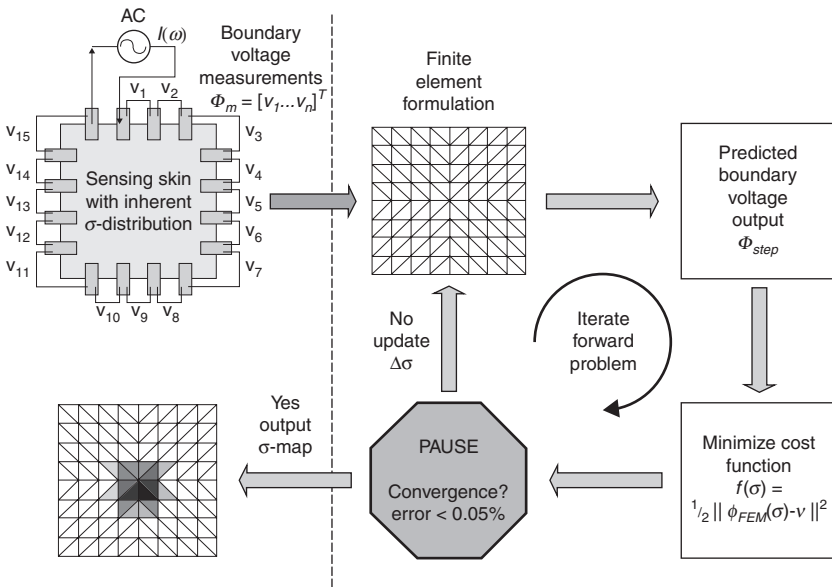 AC
I(ω)
Boundary
voltage
measurements
Φm = [v1...vn]T
v1
v2
v15
v3
v14
v4
v13
v5
v12
v6
v11
v7
v10
v9
v8
Sensing skin
with inherent
σ-distribution
Finite
element
formulation
Predicted
boundary
voltage
output
Φstep
No
update
Δσ
Iterate
forward
problem
Yes
output
σ-map
PAUSE
Convergence?
error < 0.05%
Minimize cost
function
f(σ) =
1/2 || ϕFEM(σ)-v ||2